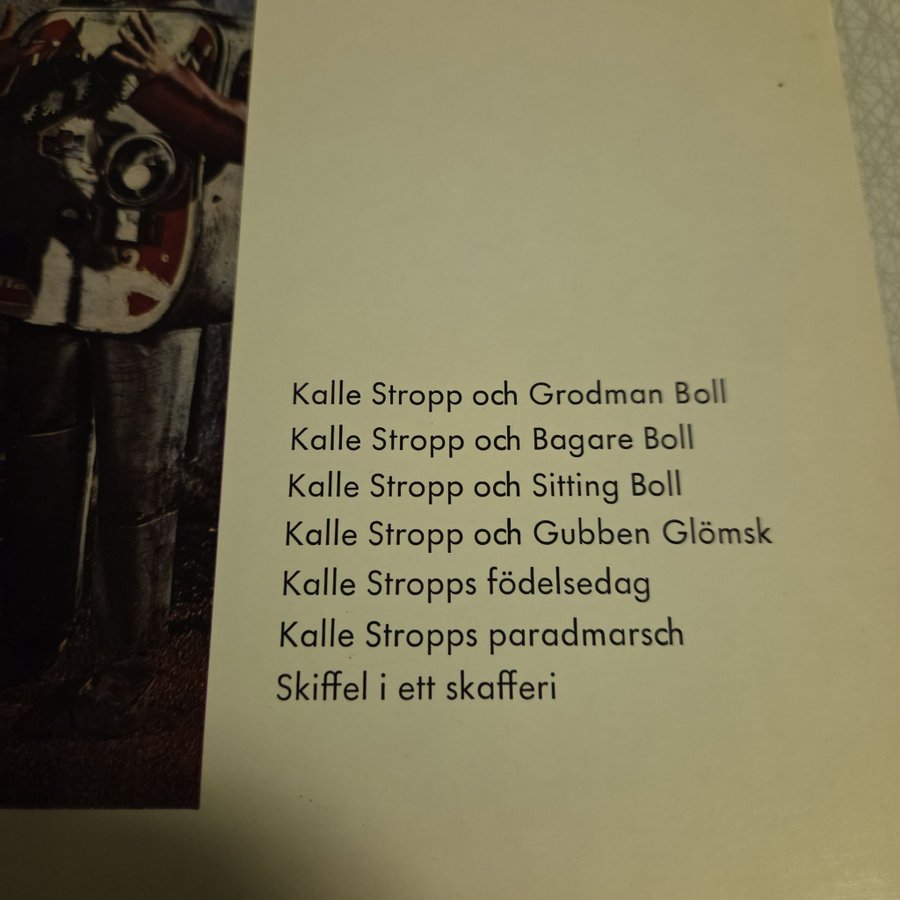 Kalle Stropp och Grodman Boll
Kalle Stropp och Bagare Boll
Kalle Stropp och Sitting Boll
Kalle Stropp och Gubben Glömsk
Kalle Stropps födelsedag
Kalle Stropps paradmarsch
Skiffel i ett skafferi